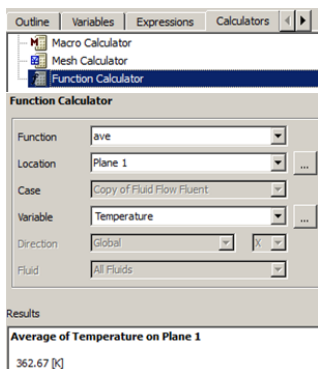 Outline Variables Expressions Calculators
Macro Calculator
Mesh Calculator
Function Calculator
Function Calculator
Function ave
Location Plane 1 ...
Case Copy of Fluid Flow Fluent
Variable Temperature ...
Direction Global X
Fluid All Fluids
Results
Average of Temperature on Plane 1
362.67 [K]